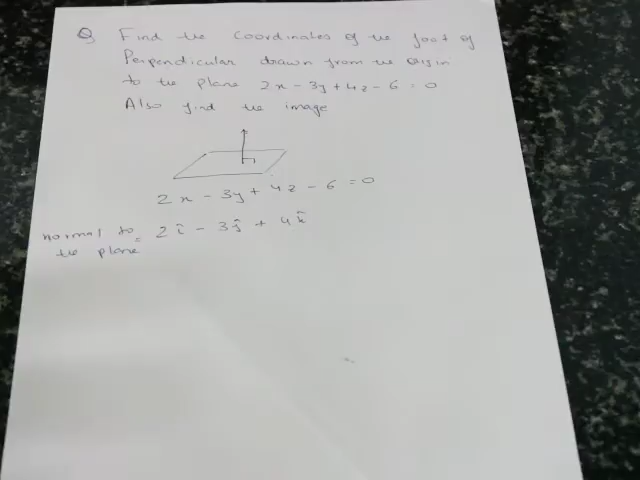 Q Find the coordinates of the foot of
Perpendicular drawn from the origin
to the plane 2x - 3y + 4z - 6 = 0
Also find the image
2x - 3y + 4z - 6 = 0
normal to
the plane = 2î - 3ĵ + 4k̂